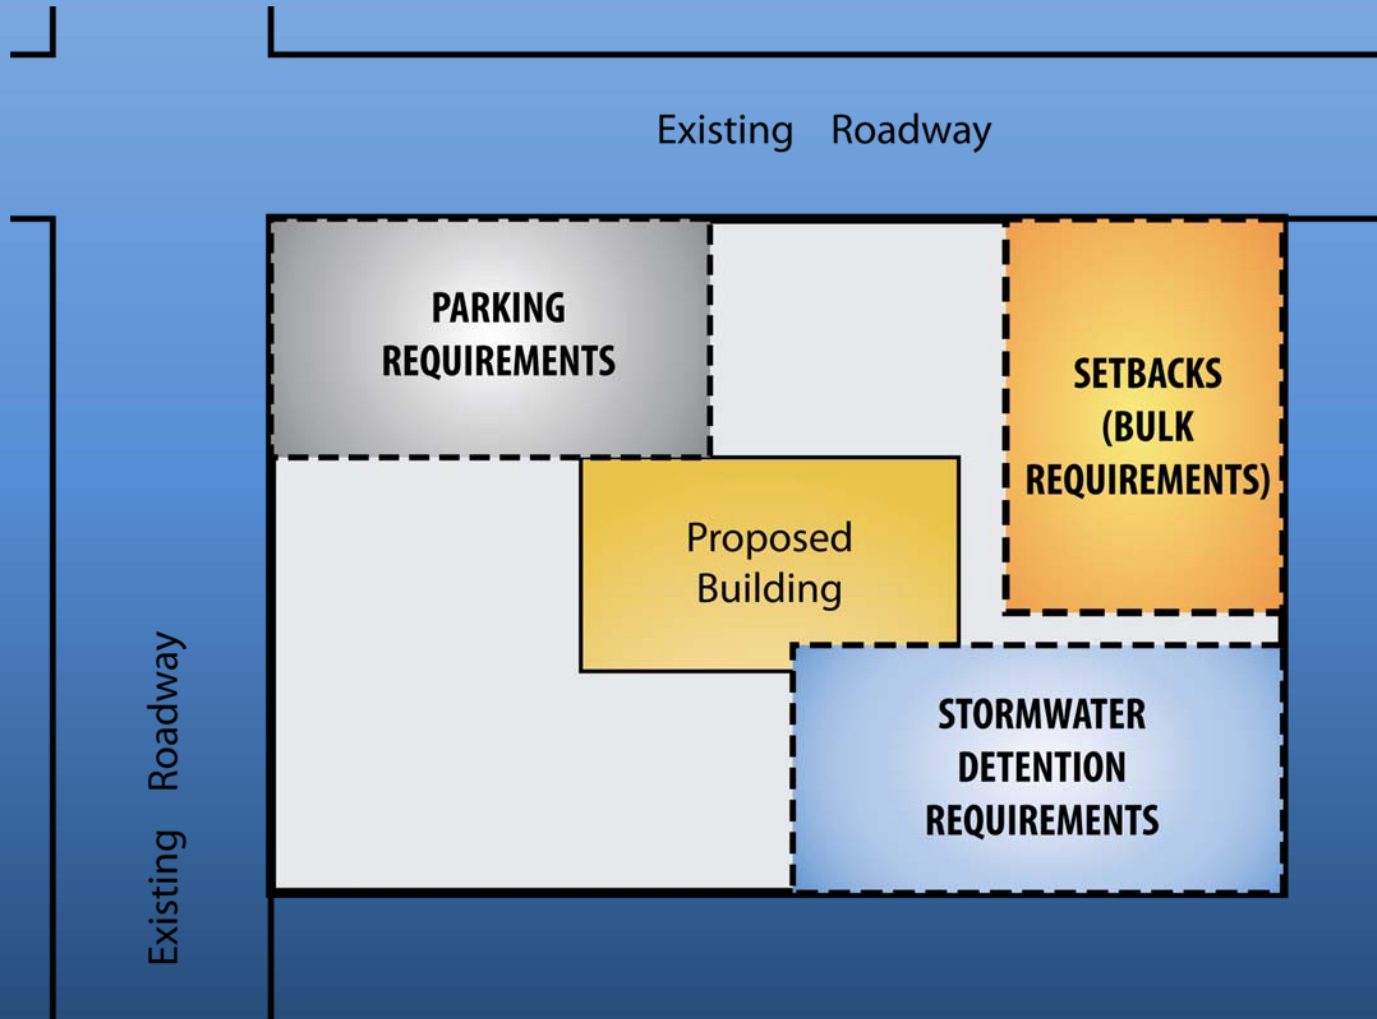 Existing Roadway
PARKING
REQUIREMENTS
SETBACKS
(BULK
REQUIREMENTS)
Proposed
Building
STORMWATER
DETENTION
REQUIREMENTS
Existing Roadway